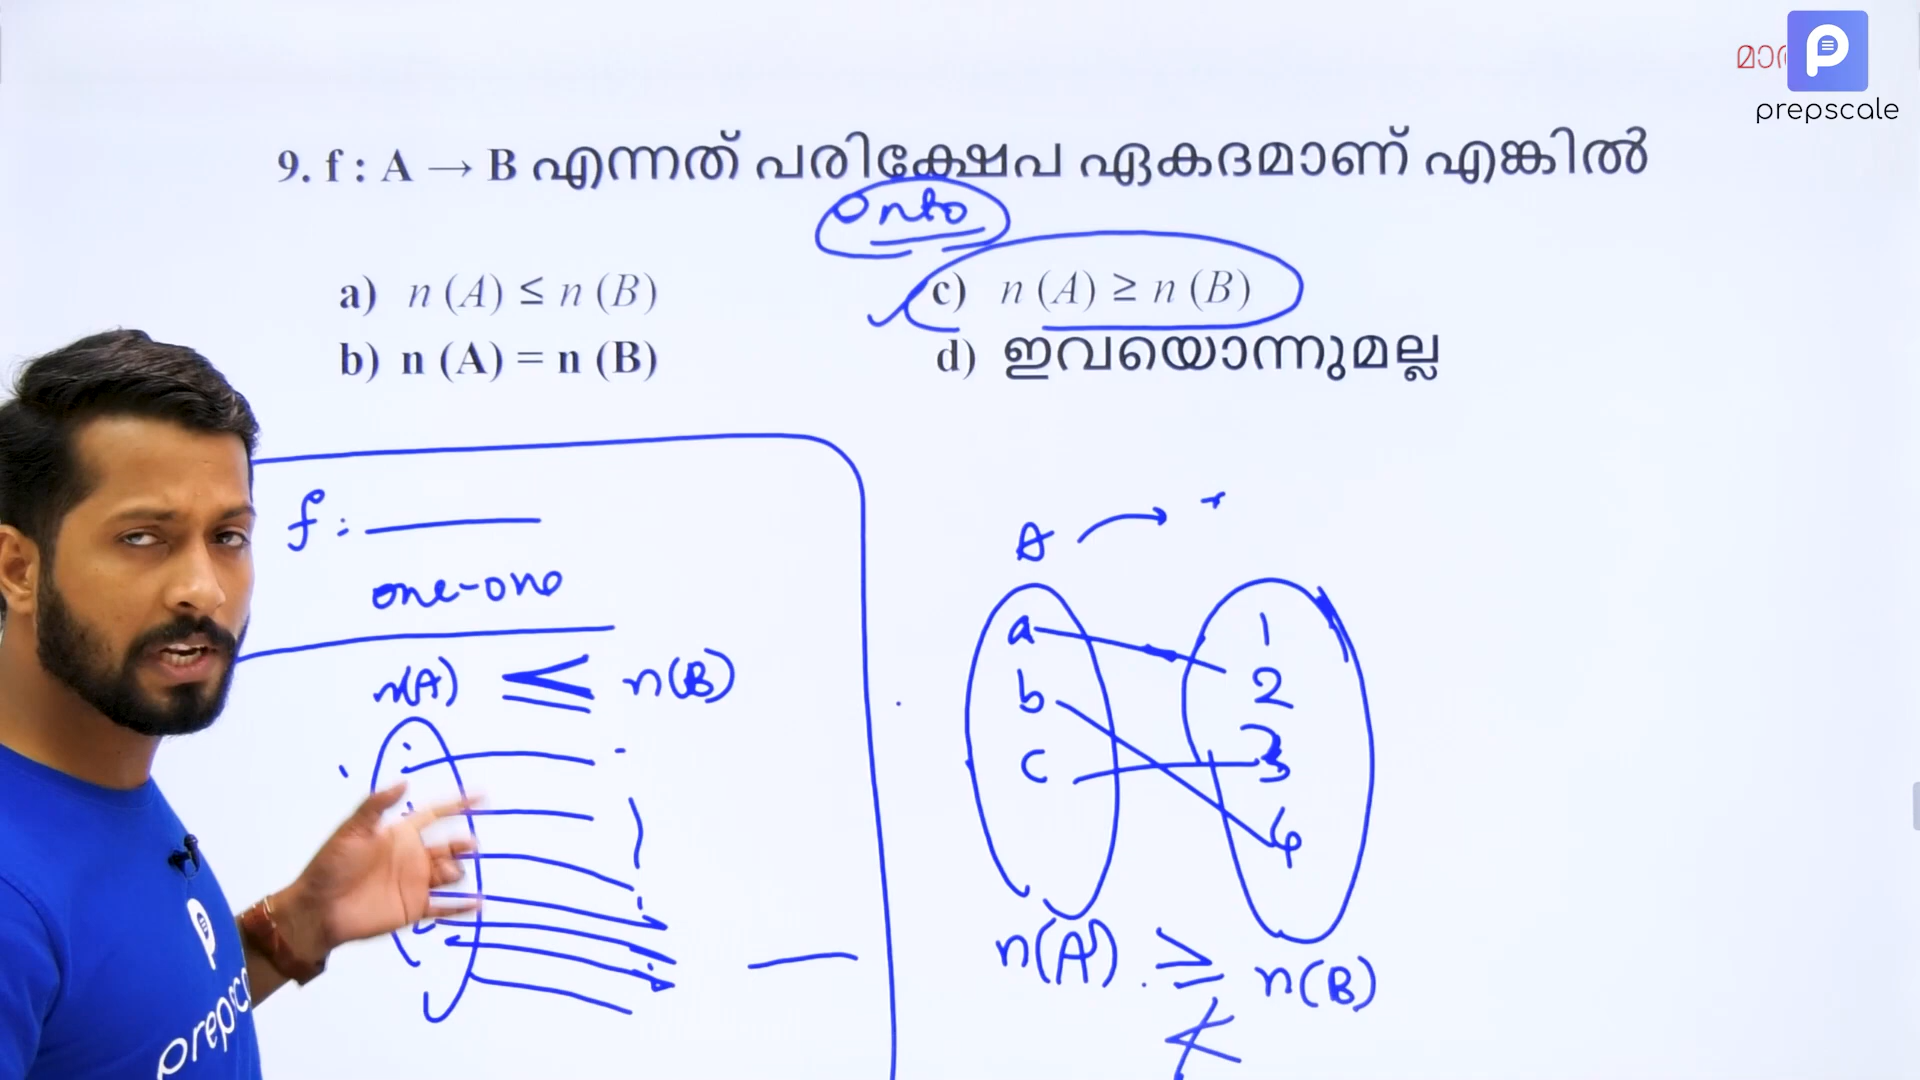 prepscale
9. f : A → B എന്നത് പരിക്ഷേപ ഏകദമാണ് എങ്കിൽ
onto
a) n (A) ≤ n (B)
c) n (A) ≥ n (B)
b) n (A) = n (B)
d) ഇവയൊന്നുമല്ല
f :
one-one
n(A) ≤ n(B)
A →
a 1
b 2
c 3
4
n(A) ≥ n(B)